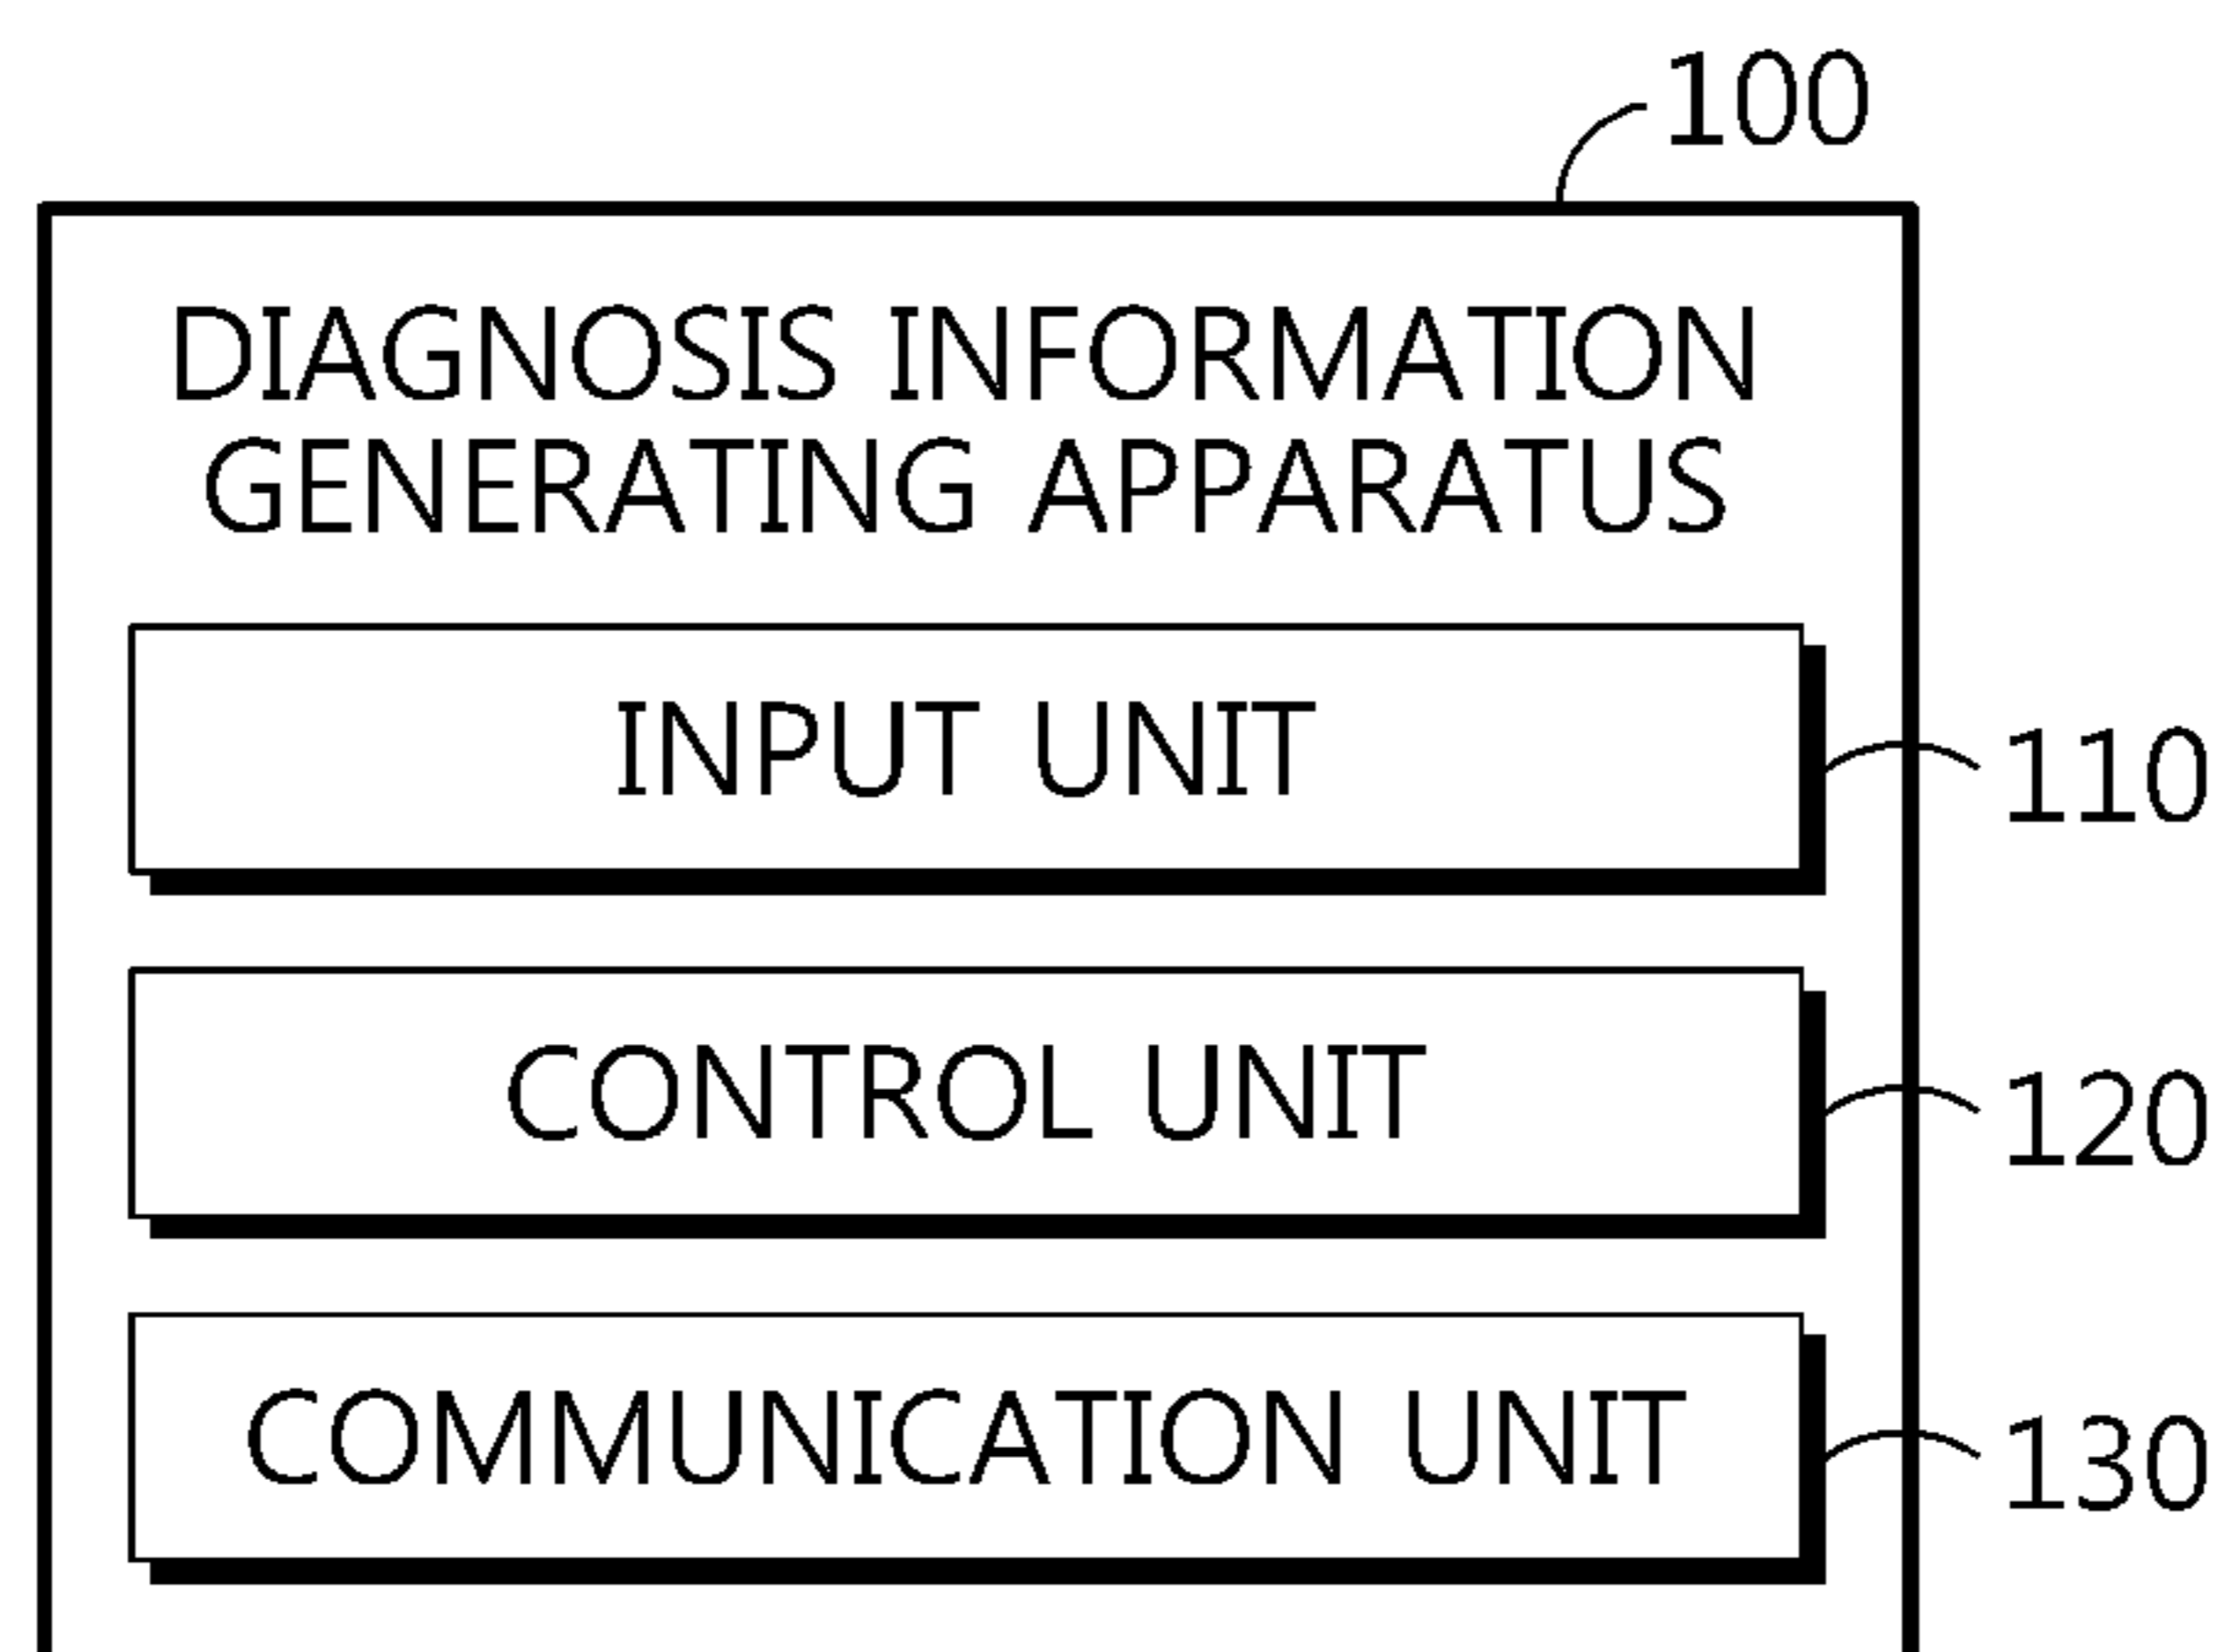 100
DIAGNOSIS INFORMATION
GENERATING APPARATUS
INPUT UNIT
110
CONTROL UNIT
120
COMMUNICATION UNIT
130